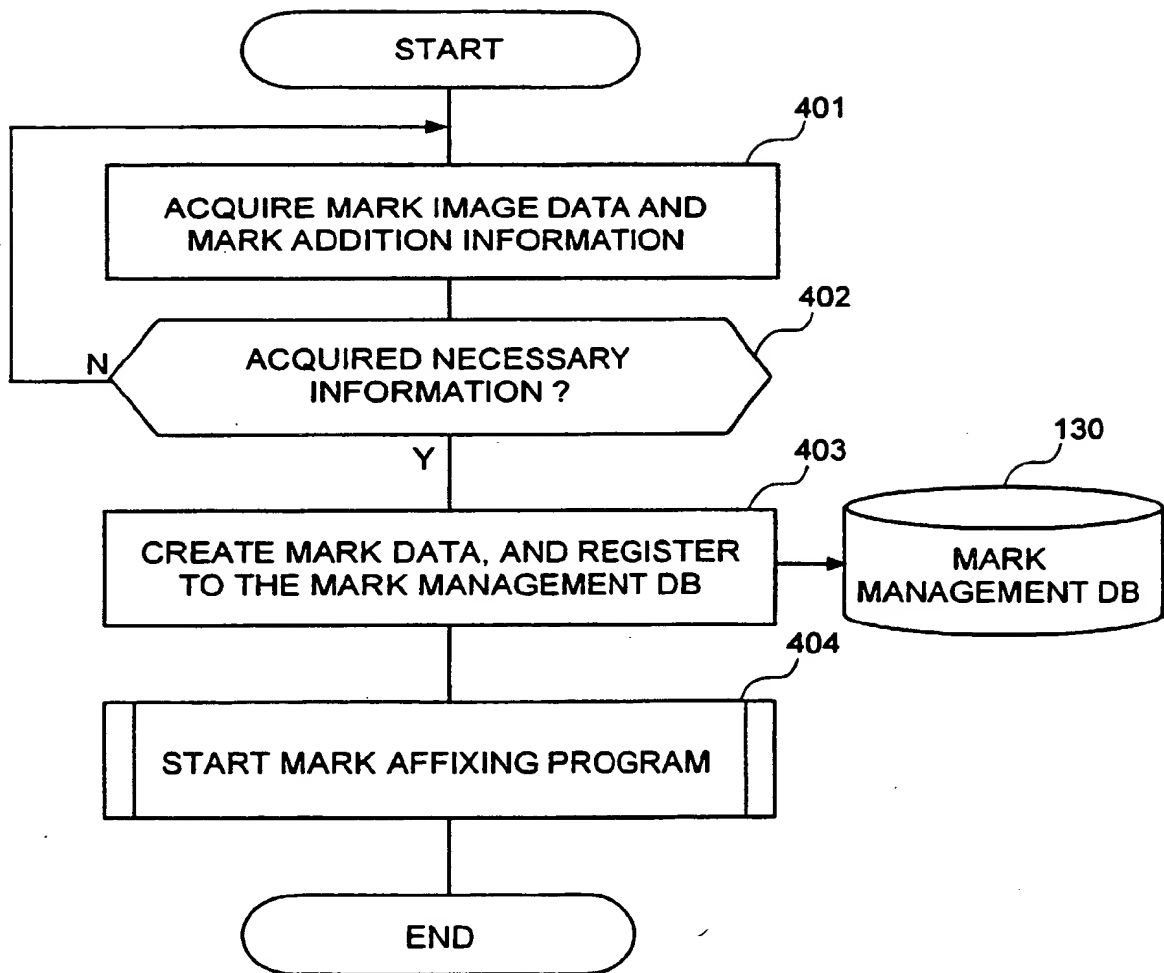 START
401
ACQUIRE MARK IMAGE DATA AND
MARK ADDITION INFORMATION
402
N
ACQUIRED NECESSARY
INFORMATION ?
Y
403
130
CREATE MARK DATA, AND REGISTER
TO THE MARK MANAGEMENT DB
MARK
MANAGEMENT DB
404
START MARK AFFIXING PROGRAM
END